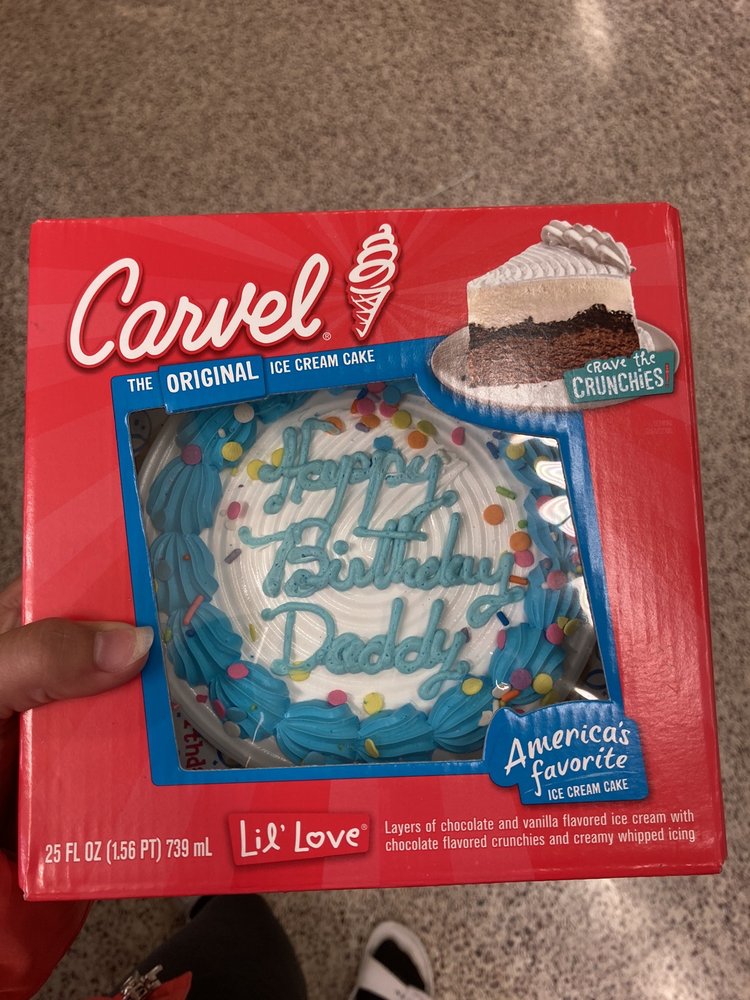 Carvel®
THE ORIGINAL ICE CREAM CAKE
CRAVE the
CRUNCHIES
Happy
Birthday
Daddy
America's
favorite
ICE CREAM CAKE
25 FL OZ (1.56 PT) 739 mL
Lil' Love®
Layers of chocolate and vanilla flavored ice cream with
chocolate flavored crunchies and creamy whipped icing